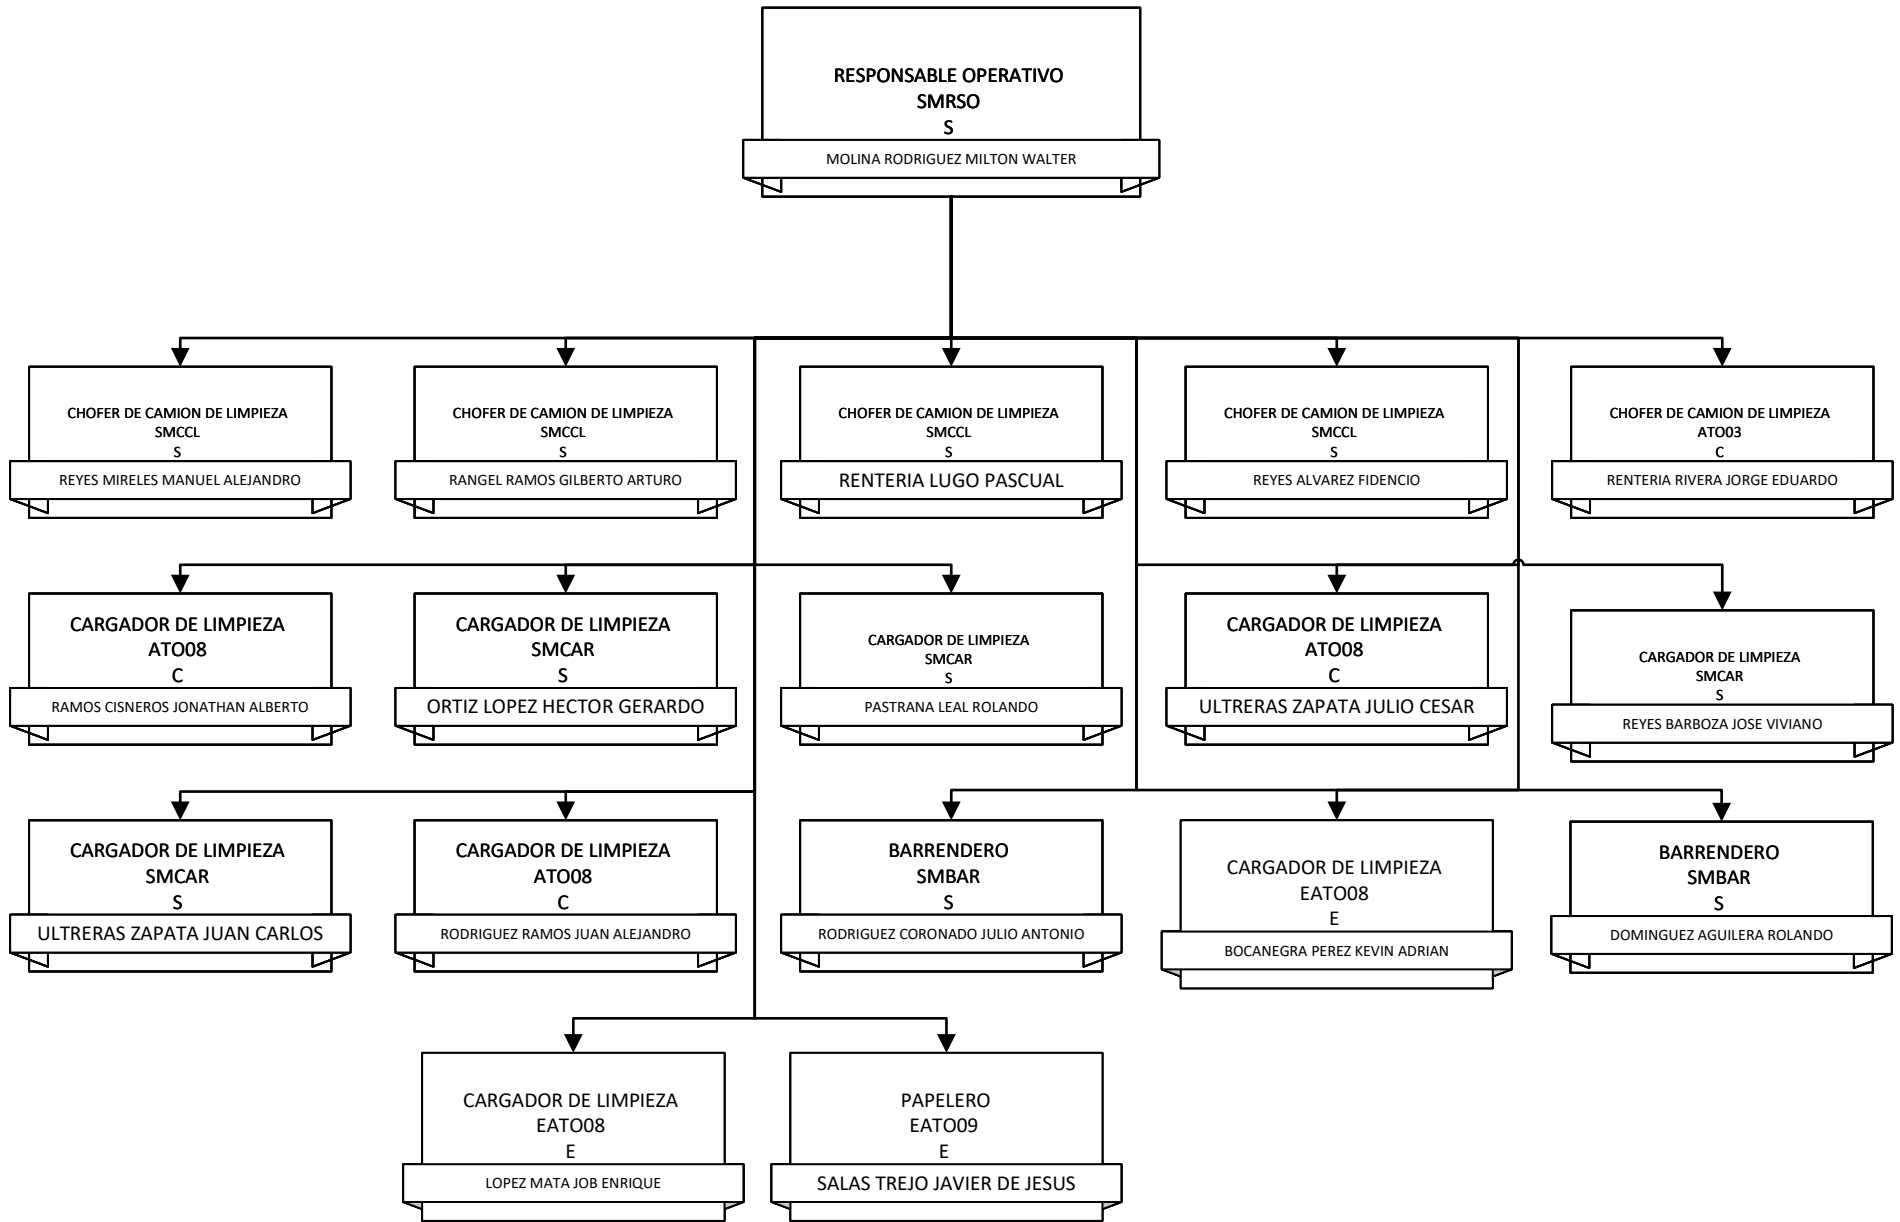 RESPONSABLE OPERATIVO
SMRSO
S
MOLINA RODRIGUEZ MILTON WALTER
CHOFER DE CAMION DE LIMPIEZA
SMCCL
S
REYES MIRELES MANUEL ALEJANDRO
CHOFER DE CAMION DE LIMPIEZA
SMCCL
S
RANGEL RAMOS GILBERTO ARTURO
CHOFER DE CAMION DE LIMPIEZA
SMCCL
S
RENTERIA LUGO PASCUAL
CHOFER DE CAMION DE LIMPIEZA
SMCCL
S
REYES ALVAREZ FIDENCIO
CHOFER DE CAMION DE LIMPIEZA
ATO03
C
RENTERIA RIVERA JORGE EDUARDO
CARGADOR DE LIMPIEZA
ATO08
C
RAMOS CISNEROS JONATHAN ALBERTO
CARGADOR DE LIMPIEZA
SMCAR
S
ORTIZ LOPEZ HECTOR GERARDO
CARGADOR DE LIMPIEZA
SMCAR
S
PASTRANA LEAL ROLANDO
CARGADOR DE LIMPIEZA
ATO08
C
ULTRERAS ZAPATA JULIO CESAR
CARGADOR DE LIMPIEZA
SMCAR
S
REYES BARBOZA JOSE VIVIANO
CARGADOR DE LIMPIEZA
SMCAR
S
ULTRERAS ZAPATA JUAN CARLOS
CARGADOR DE LIMPIEZA
ATO08
C
RODRIGUEZ RAMOS JUAN ALEJANDRO
BARRENDERO
SMBAR
S
RODRIGUEZ CORONADO JULIO ANTONIO
CARGADOR DE LIMPIEZA
EATO08
E
BOCANEGRA PEREZ KEVIN ADRIAN
BARRENDERO
SMBAR
S
DOMINGUEZ AGUILERA ROLANDO
CARGADOR DE LIMPIEZA
EATO08
E
LOPEZ MATA JOB ENRIQUE
PAPELERO
EATO09
E
SALAS TREJO JAVIER DE JESUS